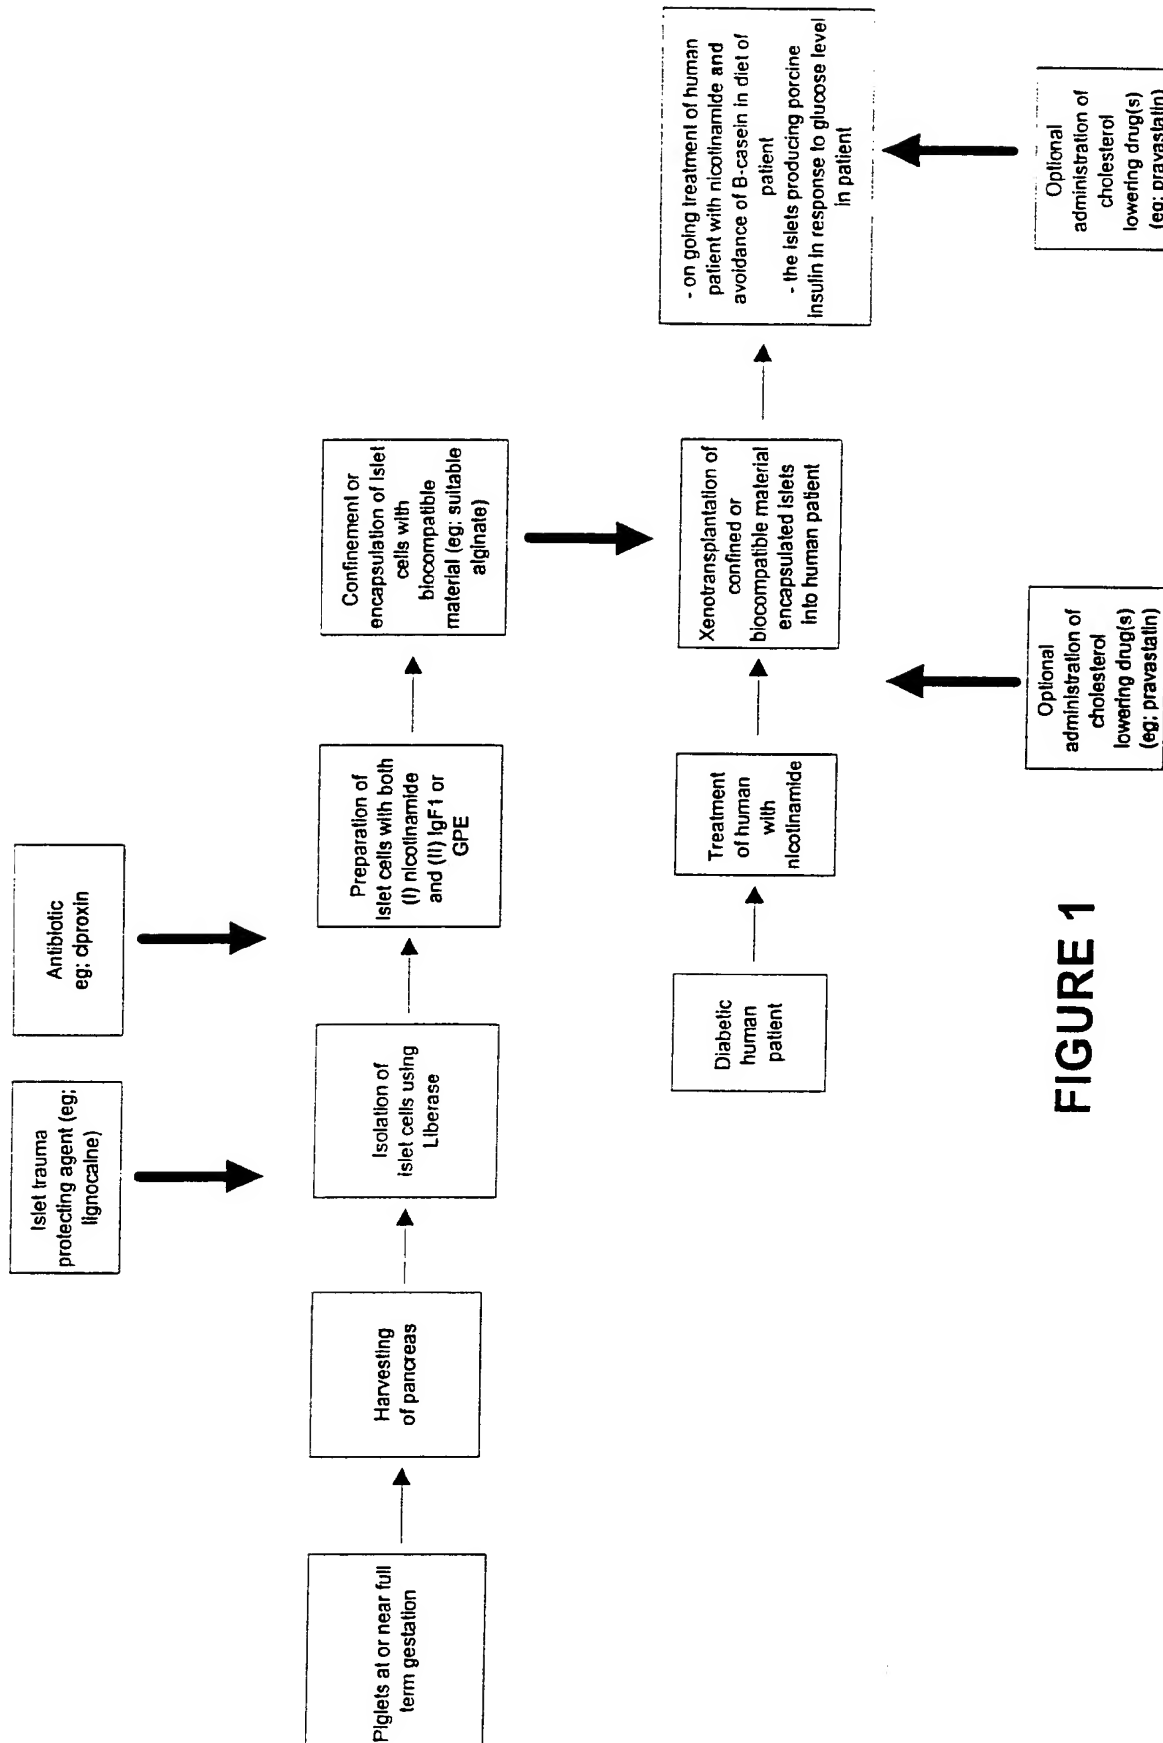 Islet trauma
protecting agent (eg;
lignocaine)
Antibiotic
eg; ciproxin
Piglets at or near full
term gestation
Harvesting
of pancreas
Isolation of
islet cells using
Liberase
Preparation of
Islet cells with both
(I) nicotinamide
and (II) IgF1 or
GPE
Confinement or
encapsulation of Islet
cells with
biocompatible
material (eg; suitable
alginate)
Diabetic
human
patient
Treatment
of human
with
nicotinamide
Xenotransplantation of
confined or
biocompatible material
encapsulated islets
into human patient
- on going treatment of human
patient with nicotinamide and
avoidance of B-casein in diet of
patient
- the islets producing porcine
Insulin in response to glucose level
in patient
Optional
administration of
cholesterol
lowering drug(s)
(eg; pravastatin)
Optional
administration of
cholesterol
lowering drug(s)
(eg; pravastatin)
FIGURE 1